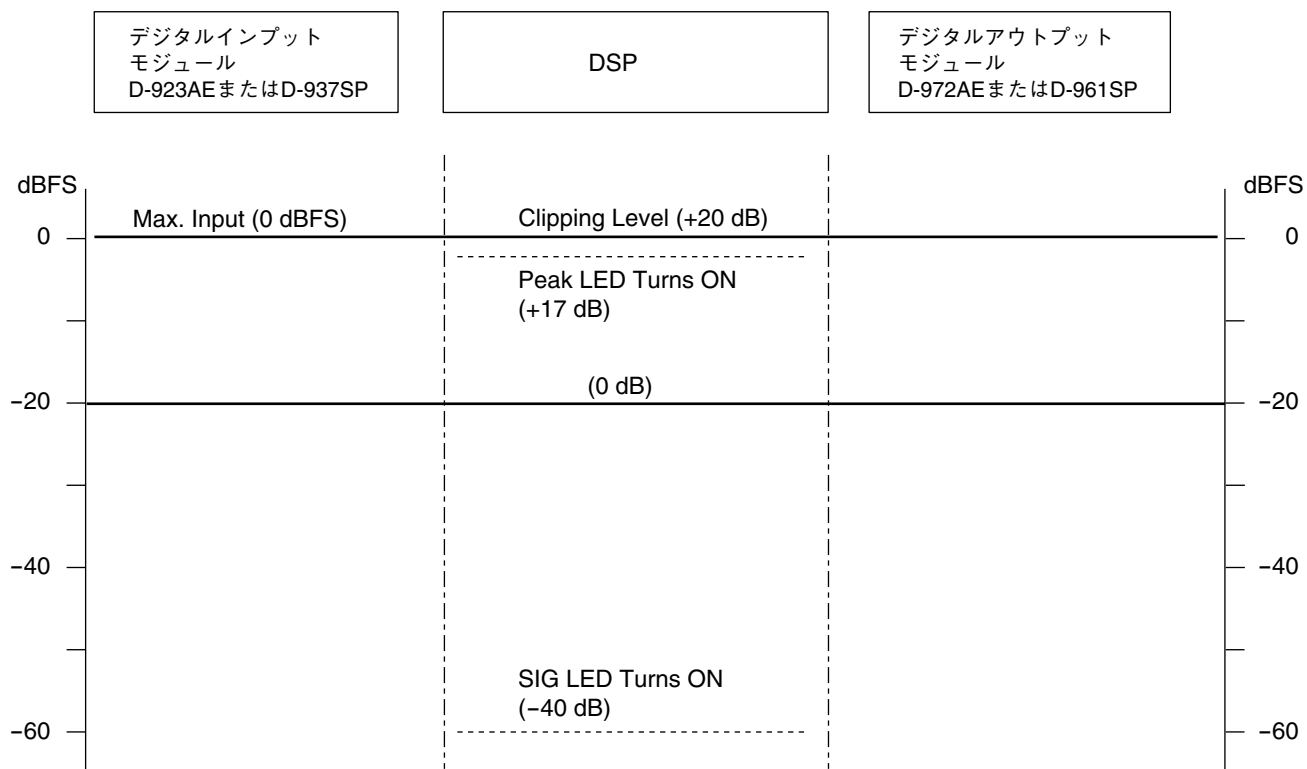 デジタルインプット
モジュール
D-923AEまたはD-937SP
DSP
デジタルアウトプット
モジュール
D-972AEまたはD-961SP
dBFS
dBFS
Max. Input (0 dBFS)
Clipping Level (+20 dB)
0
0
Peak LED Turns ON
(+17 dB)
(0 dB)
−20
−20
−40
−40
SIG LED Turns ON
(−40 dB)
−60
−60